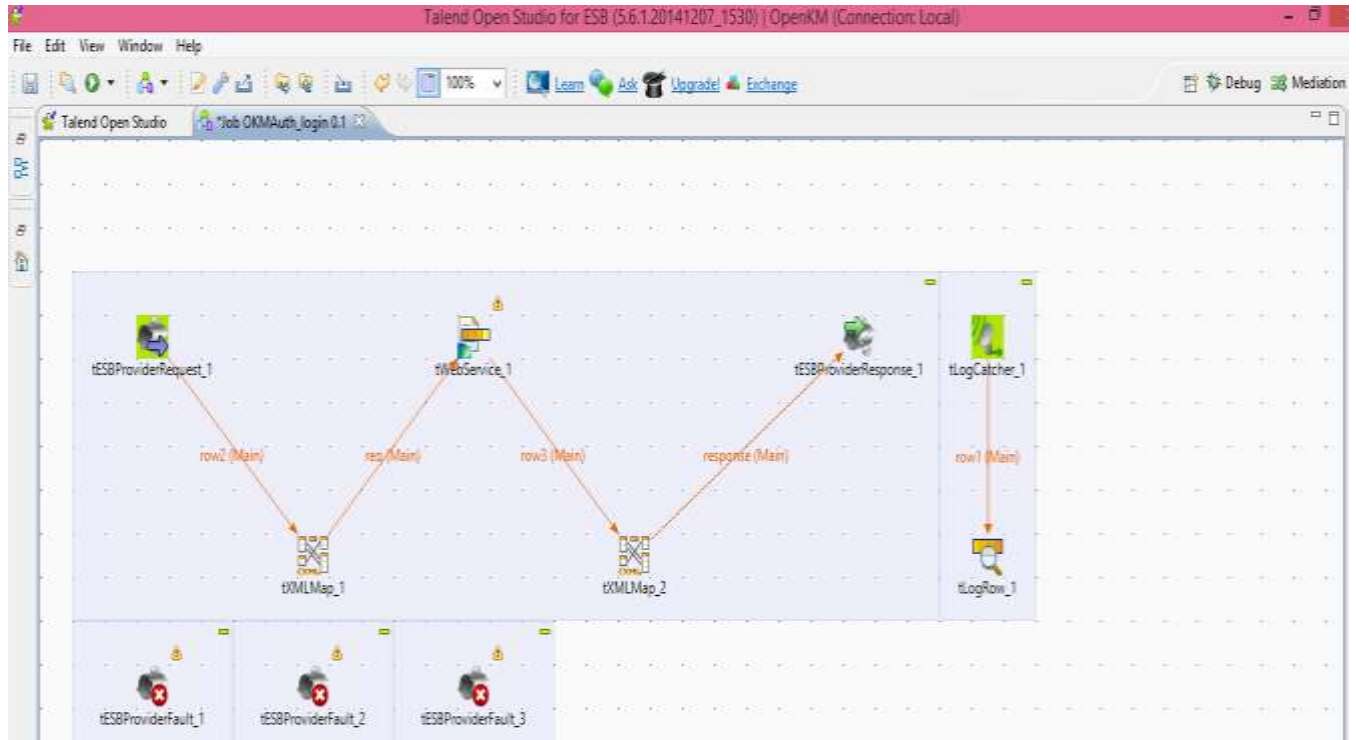 Talend Open Studio for ESB (5.6.1.20141207_1530) | OpenKM (Connection: Local)
File Edit View Window Help
100% Learn Ask Upgrade! Exchange Debug Mediation
Talend Open Studio *Job OKMAuth_login 0.1
tESBProviderRequest_1 tWebService_1 tESBProviderResponse_1 tLogCatcher_1
row2 (Main) req (Main) row3 (Main) response (Main) row1 (Main)
tXMLMap_1 tXMLMap_2 tLogRow_1
tESBProviderFault_1 tESBProviderFault_2 tESBProviderFault_3